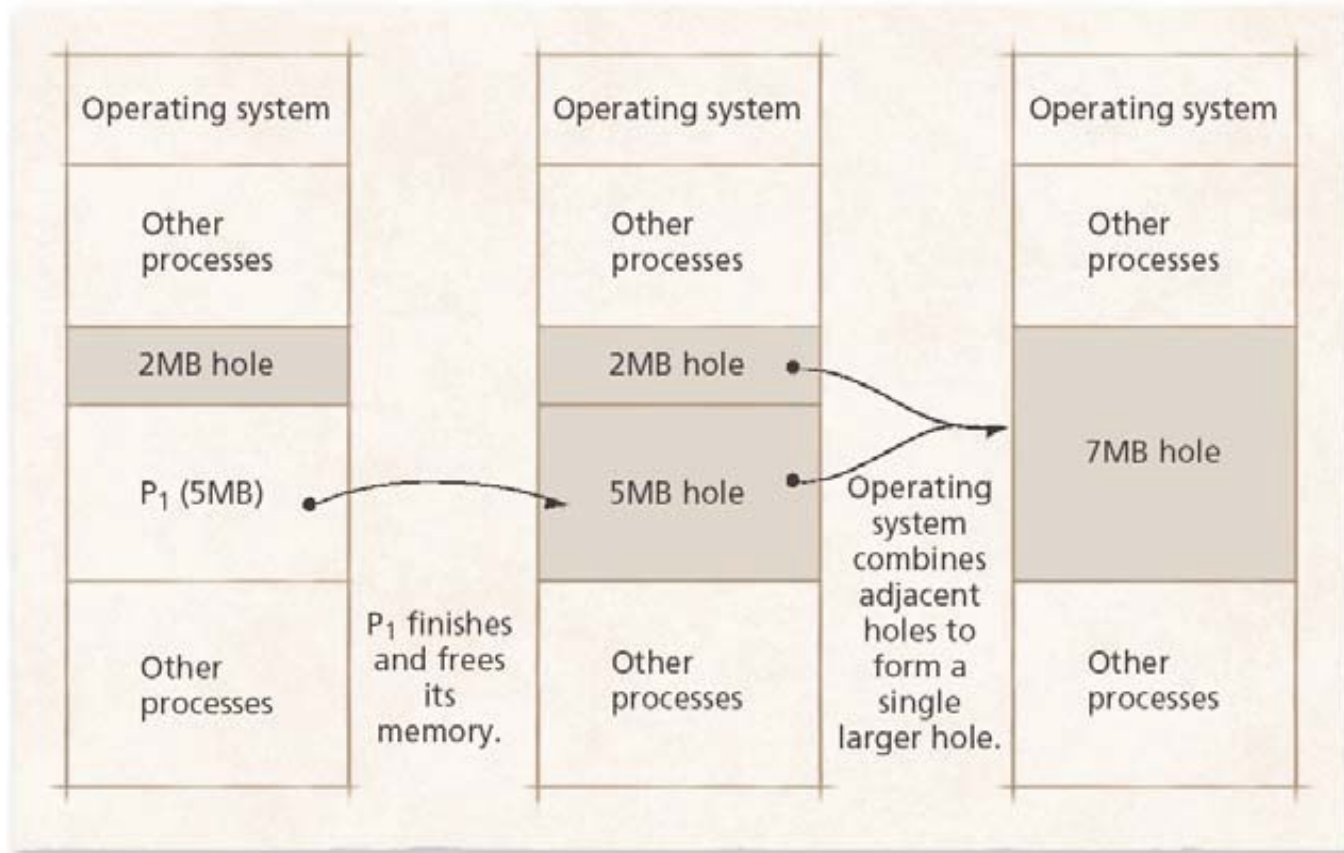 Operating system
Other
processes
2MB hole
P₁ (5MB)
Other
processes
P₁ finishes
and frees
its
memory.
Operating system
Other
processes
2MB hole
5MB hole
Other
processes
Operating
system
combines
adjacent
holes to
form a
single
larger hole.
Operating system
Other
processes
7MB hole
Other
processes